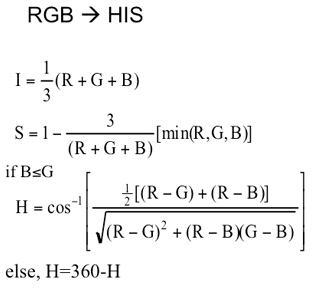 RGB → HIS
I = 1/3 (R + G + B)
S = 1 − 3/(R + G + B) [min(R,G,B)]
if B≤G
H = cos⁻¹[ ½[(R − G) + (R − B)] / √((R − G)² + (R − B)(G − B)) ]
else, H=360-H